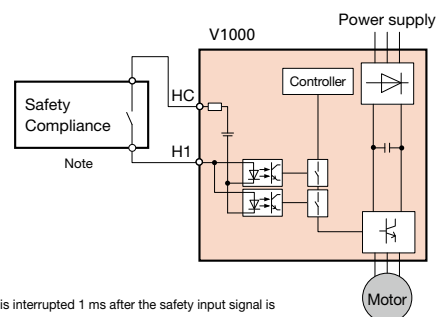 Power supply
V1000
Controller
HC
Safety
Compliance
H1
Note
Motor
is interrupted 1 ms after the safety input signal is